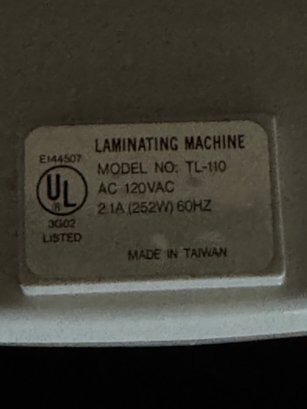 LAMINATING MACHINE
E144507
MODEL NO: TL-110
UL
®
AC 120VAC
2.1A (252W) 60HZ
3G02
LISTED
MADE IN TAIWAN